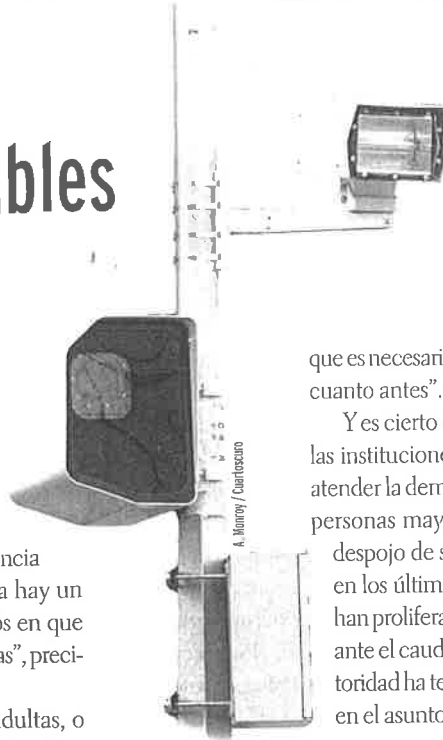 bles
A. Monroy / Cuartoscuro
ncia
a hay un
os en que
as", preci-
adultas, o
que es necesari
cuanto antes".
Y es cierto
las institucione
atender la dem
personas may
despojo de s
en los últim
han prolifera
ante el caud
toridad ha te
en el asunto